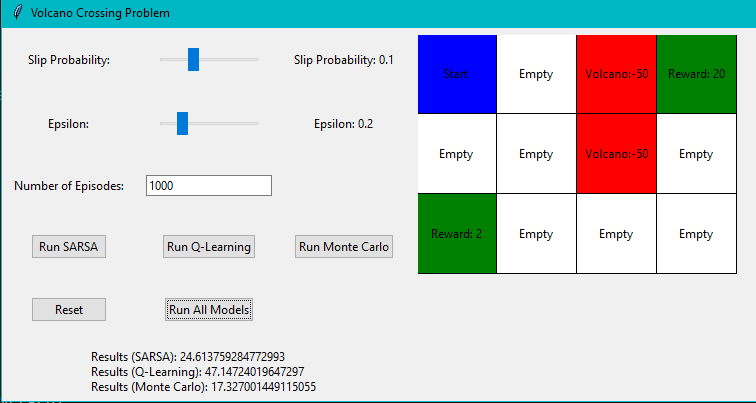 Volcano Crossing Problem
Slip Probability:
Slip Probability: 0.1
Epsilon:
Epsilon: 0.2
Number of Episodes:
1000
Run SARSA
Run Q-Learning
Run Monte Carlo
Reset
Run All Models
Results (SARSA): 24.613759284772993
Results (Q-Learning): 47.14724019647297
Results (Monte Carlo): 17.327001449115055
Start
Empty
Volcano:-50
Reward: 20
Empty
Empty
Volcano:-50
Empty
Reward: 2
Empty
Empty
Empty